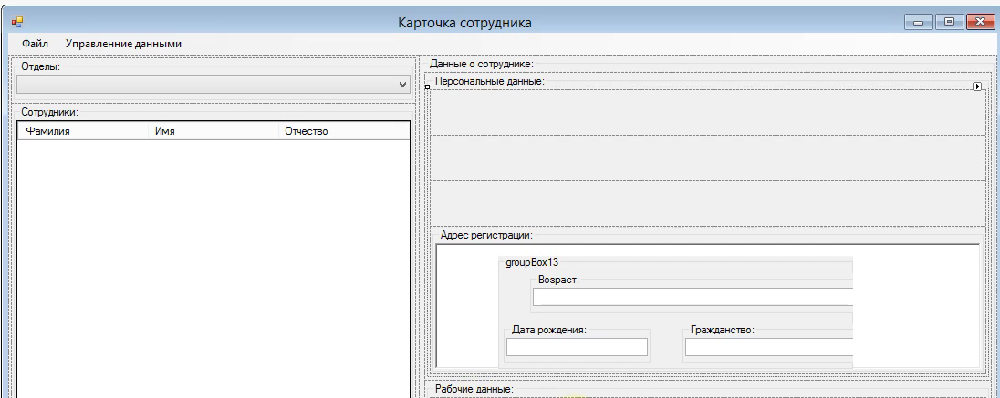 Карточка сотрудника
Файл Управленние данными
Отделы:
Сотрудники:
Фамилия Имя Отчество
Данные о сотруднике:
Персональные данные:
Адрес регистрации:
groupBox13
Возраст:
Дата рождения: Гражданство:
Рабочие данные: